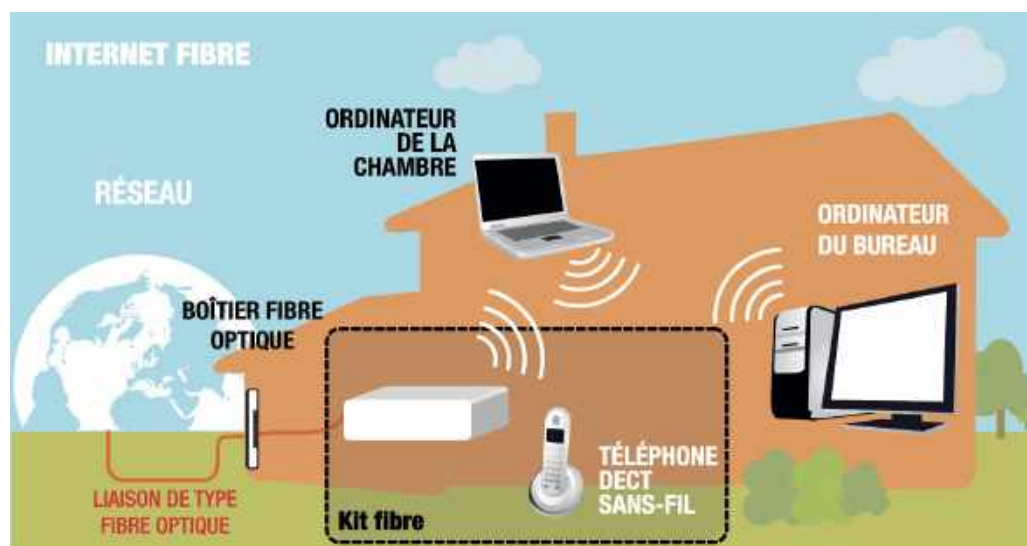 INTERNET FIBRE
ORDINATEUR
DE LA
CHAMBRE
RÉSEAU
ORDINATEUR
DU BUREAU
BOÎTIER FIBRE
OPTIQUE
TÉLÉPHONE
DECT
SANS-FIL
LIAISON DE TYPE
FIBRE OPTIQUE
Kit fibre